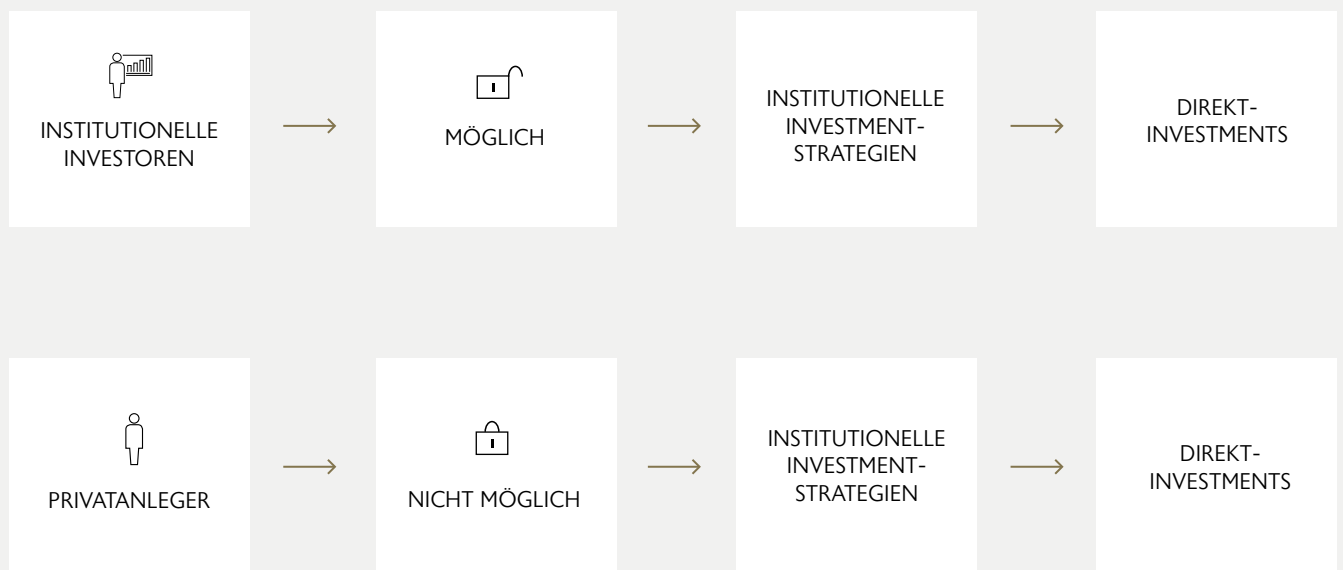 INSTITUTIONELLE
INVESTOREN
MÖGLICH
INSTITUTIONELLE
INVESTMENT-
STRATEGIEN
DIREKT-
INVESTMENTS
PRIVATANLEGER
NICHT MÖGLICH
INSTITUTIONELLE
INVESTMENT-
STRATEGIEN
DIREKT-
INVESTMENTS